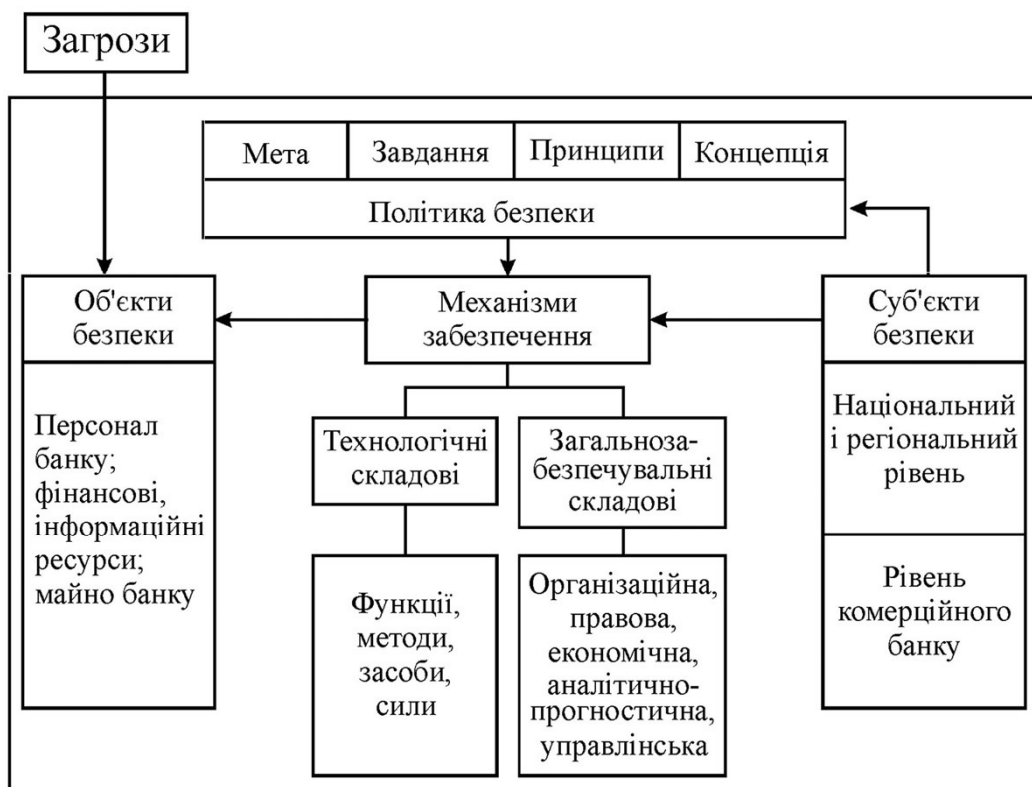 Загрози
Мета
Завдання
Принципи
Концепція
Політика безпеки
Об'єкти
безпеки
Механізми
забезпечення
Суб'єкти
безпеки
Персонал
банку;
фінансові,
інформаційні
ресурси;
майно банку
Технологічні
складові
Загальноза-
безпечувальні
складові
Функції,
методи,
засоби,
сили
Організаційна,
правова,
економічна,
аналітично-
прогностична,
управлінська
Національний
і регіональний
рівень
Рівень
комерційного
банку